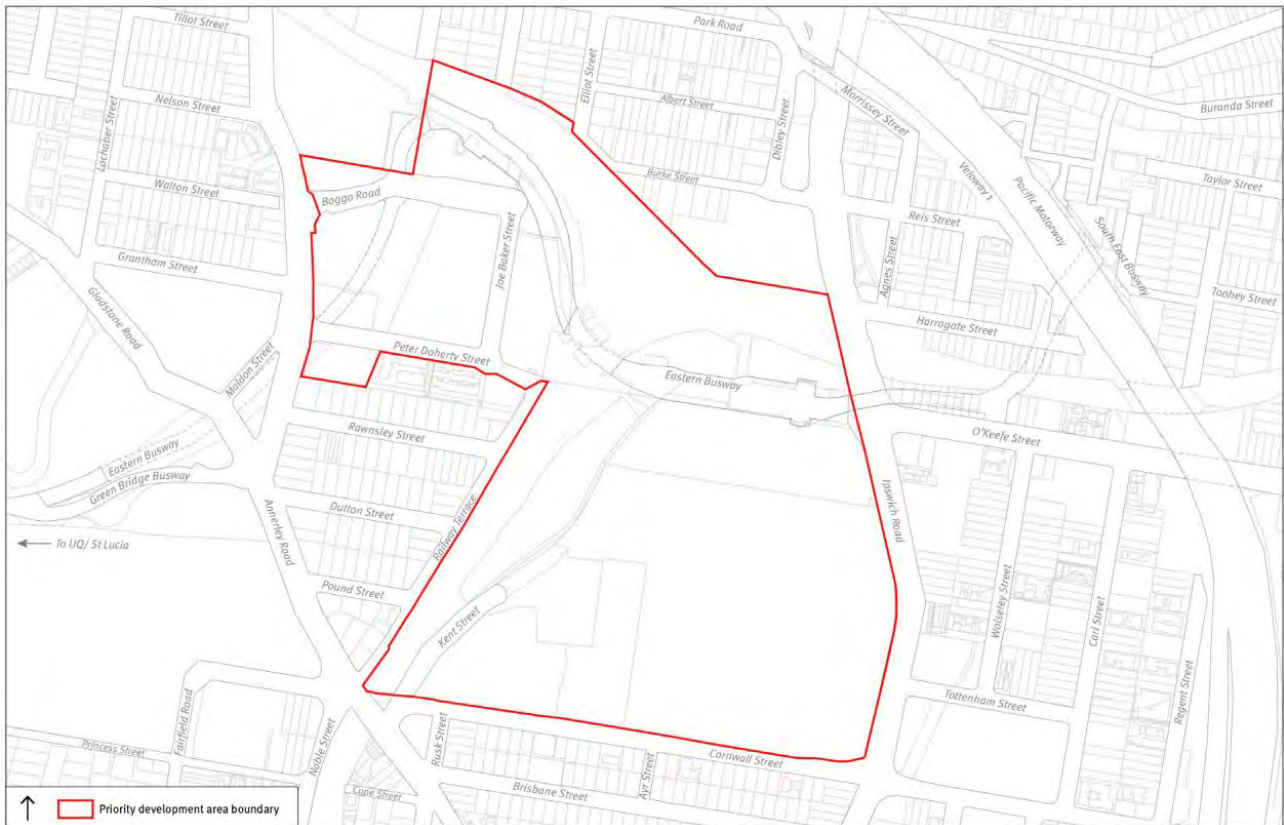 Tillot Street
Park Road
Elliot Street
Lochaber Street
Nelson Street
Albert Street
Dibley Street
Morrissey Street
Buranda Street
Walton Street
Boggo Road
Burke Street
Veloway 1
Pacific Motorway
Taylor Street
Joe Baker Street
Reis Street
South East Busway
Grantham Street
Agnes Street
Gladstone Road
Toohey Street
Harrogate Street
Peter Doherty Street
Maldon Street
Eastern Busway
Rawnsley Street
O'Keefe Street
Eastern Busway
Green Bridge Busway
Ipswich Road
Dutton Street
Annerley Road
Railway Terrace
← To UQ/ St Lucia
Pound Street
Kent Street
Wolseley Street
Carl Street
Regent Street
Tottenham Street
Fairfield Road
Noble Street
Rusk Street
Princess Street
Cornwall Street
Ayr Street
Brisbane Street
Cope Street
Priority development area boundary